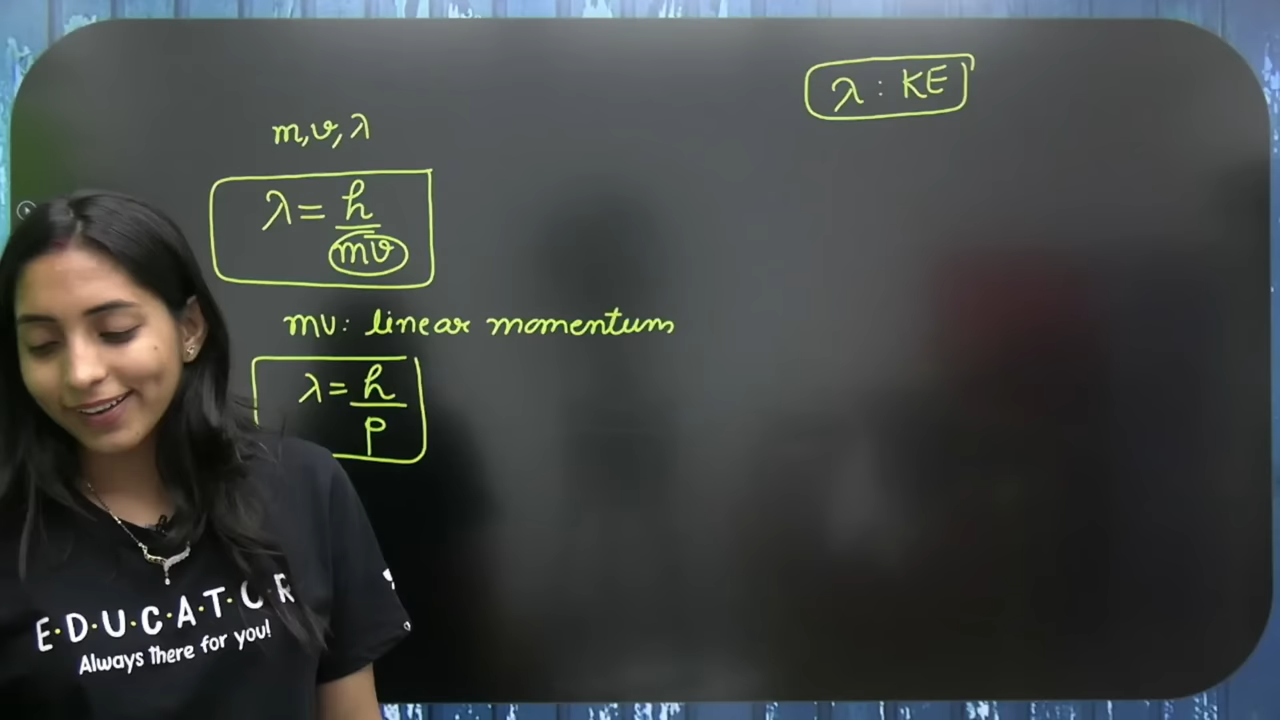 λ : KE
m, v, λ
λ = h
mv
mv: linear momentum
λ = h
p
E·D·U·C·A·T·O·R
Always there for you!